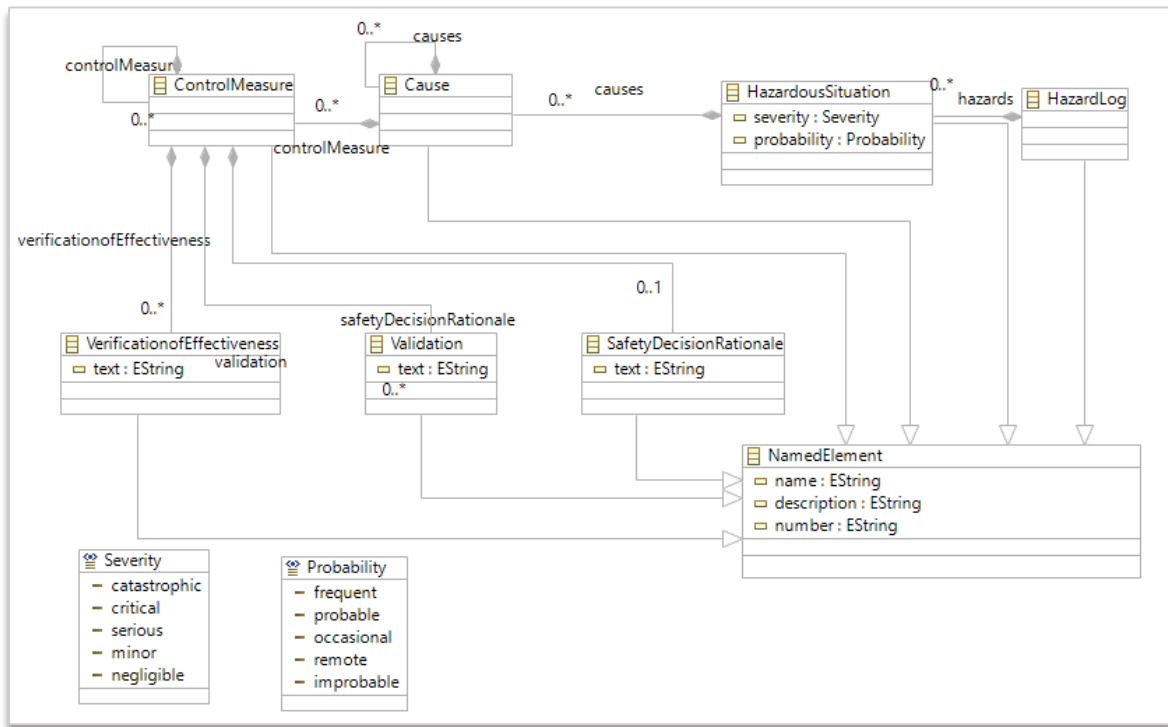 0..*
causes
controlMeasur
ControlMeasure
Cause
0..*
0..*
0..*
controlMeasure
0..*
causes
HazardousSituation
severity : Severity
probability : Probability
0..*
hazards
HazardLog
verificationofEffectiveness
0..*
0..1
safetyDecisionRationale
VerificationofEffectiveness
text : EString
validation
Validation
text : EString
0..*
SafetyDecisionRationale
text : EString
NamedElement
name : EString
description : EString
number : EString
Severity
catastrophic
critical
serious
minor
negligible
Probability
frequent
probable
occasional
remote
improbable